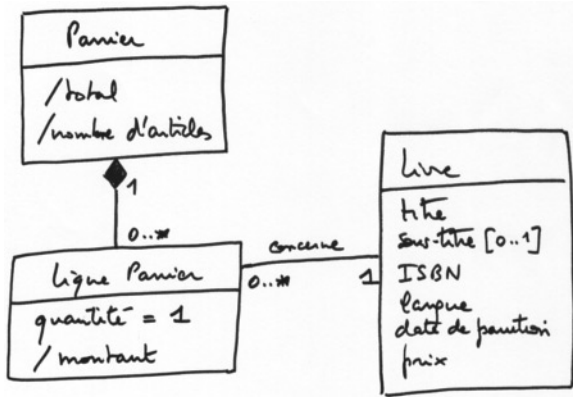 Panier
/total
/nombre d'articles
1
0..*
Ligne Panier
quantité = 1
/montant
concerne
0..*
1
Livre
titre
sous-titre [0..1]
ISBN
langue
date de parution
prix